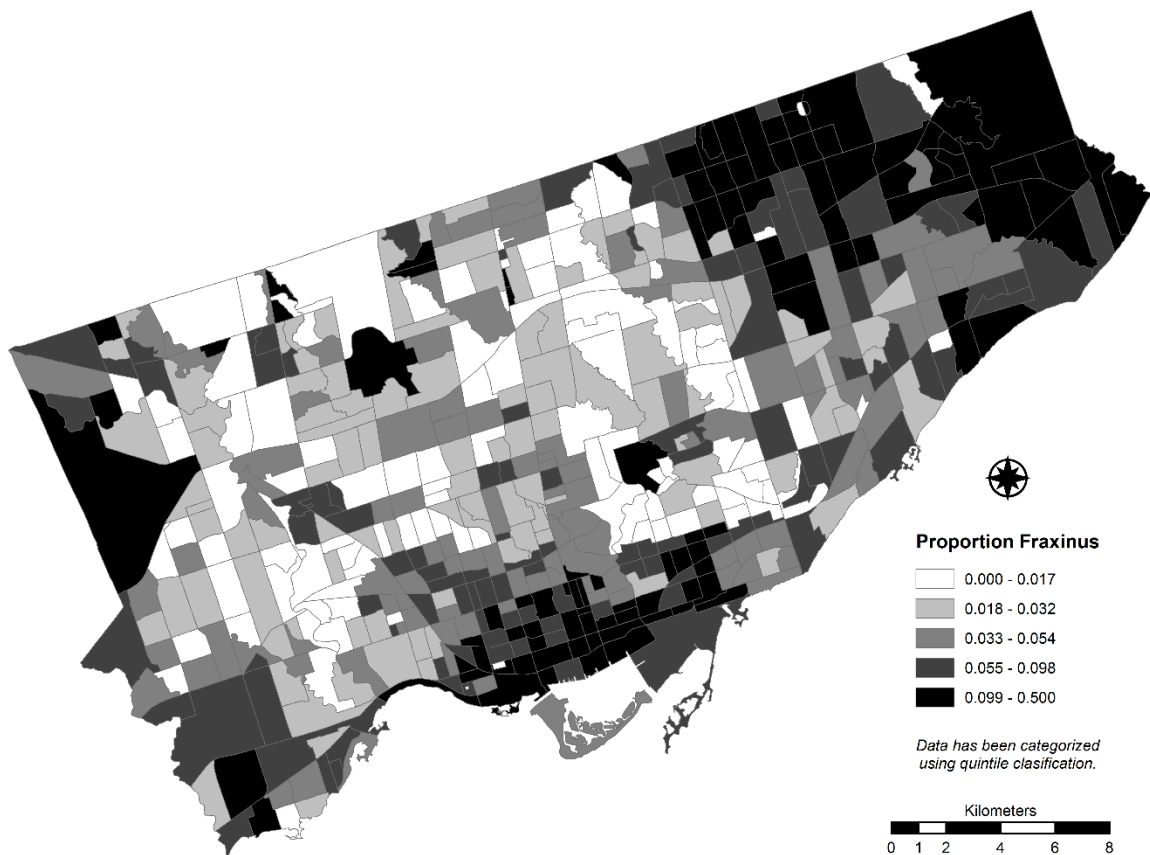 Proportion Fraxinus
0.000 - 0.017
0.018 - 0.032
0.033 - 0.054
0.055 - 0.098
0.099 - 0.500
Data has been categorized
using quintile clasification.
Kilometers
0 1 2 4 6 8